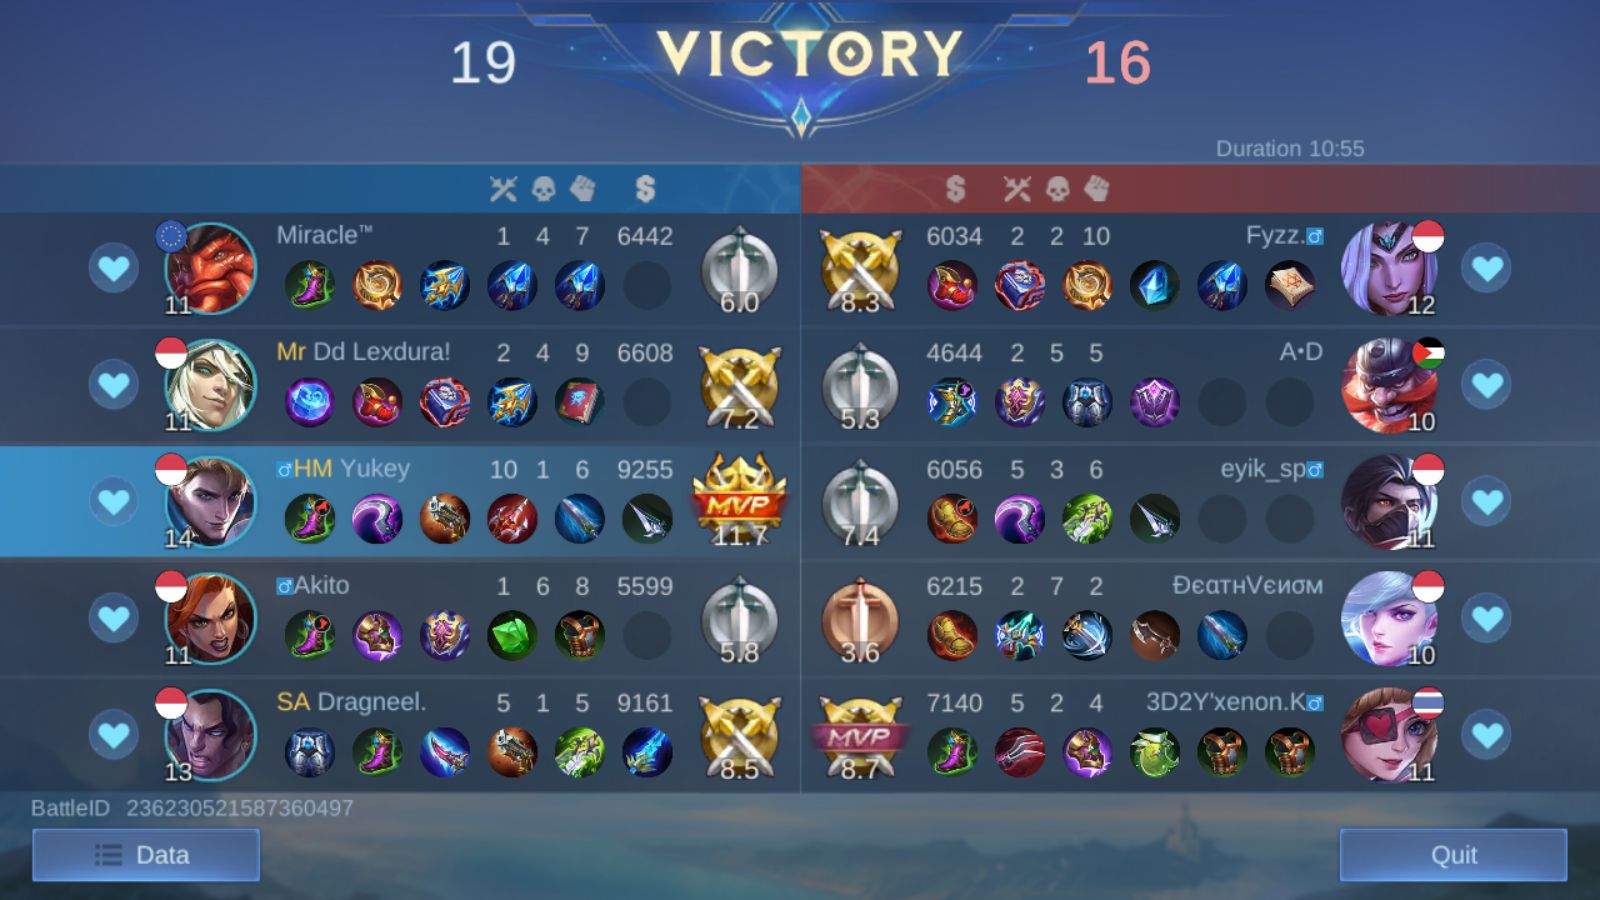 19 VICTORY 16
Duration 10:55
Miracle™ 1 4 7 6442
11 6.0
6034 2 2 10 Fyzz.♂
8.3 12
Mr Dd Lexdura! 2 4 9 6608
11 7.2
4644 2 5 5 A•D
5.3 10
♂HM Yukey 10 1 6 9255
MVP
14 11.7
6056 5 3 6 eyik_sp♂
7.4 11
♂Akito 1 6 8 5599
11 5.8
6215 2 7 2 ÐєαтнVєиσм
3.6 10
SA Dragneel. 5 1 5 9161
13 8.5
7140 5 2 4 3D2Y'xenon.K♂
MVP
8.7 11
BattleID 236230521587360497
Data
Quit